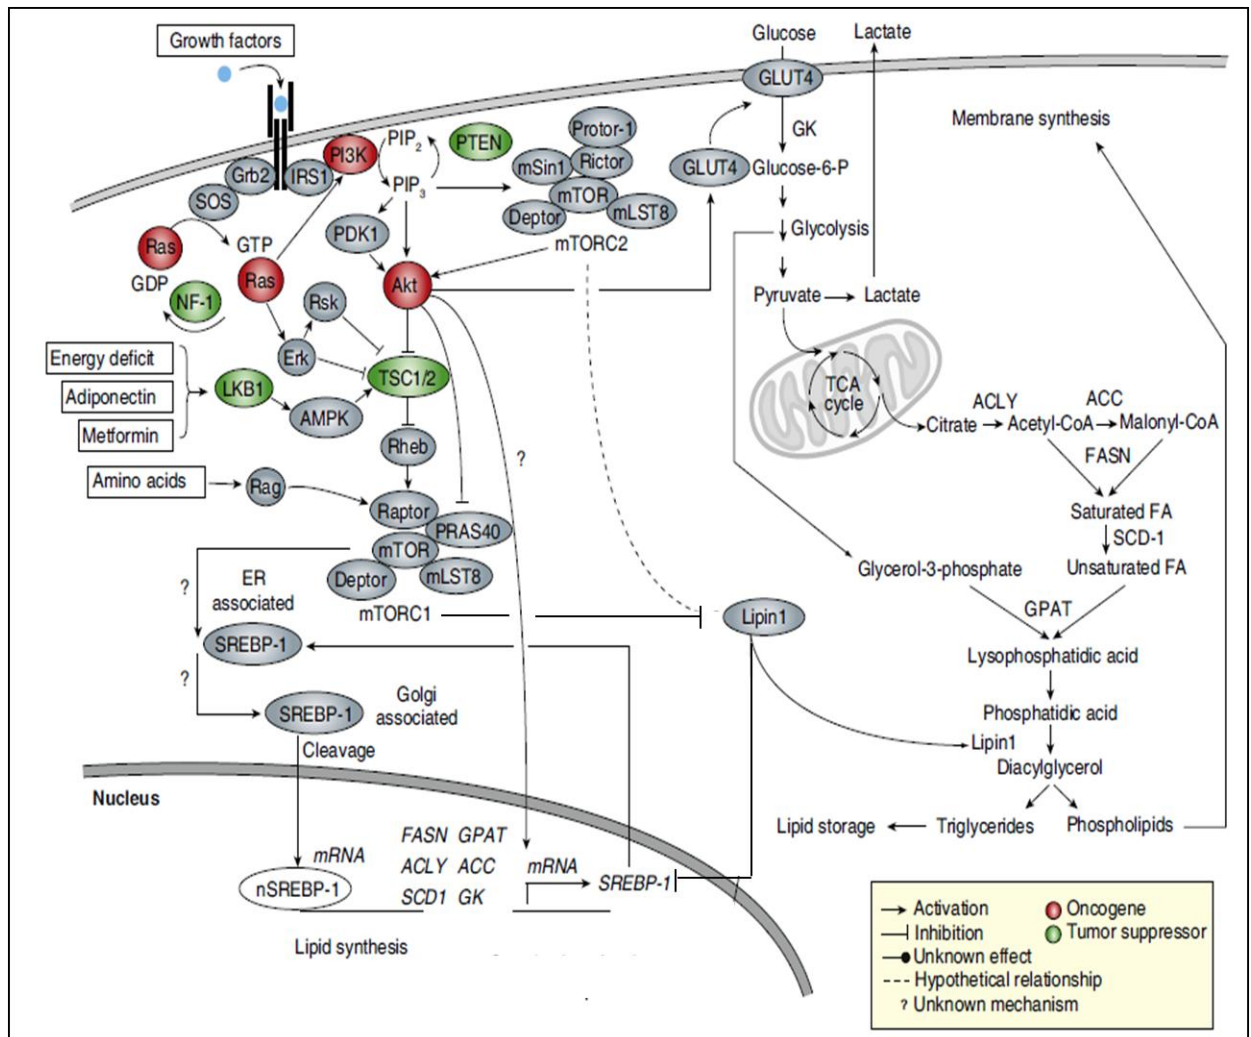 Growth factors
Glucose
Lactate
GLUT4
GK
Membrane synthesis
PIP2
PTEN
PI3K
Protor-1
mSin1
Rictor
GLUT4
Glucose-6-P
Grb2
IRS1
SOS
PIP3
mTOR
Deptor
mLST8
PDK1
mTORC2
Glycolysis
Ras
GTP
GDP
Ras
Akt
NF-1
Rsk
Pyruvate
Lactate
Erk
Energy deficit
Adiponectin
Metformin
LKB1
AMPK
TSC1/2
TCA
cycle
Citrate
ACLY
Acetyl-CoA
ACC
Malonyl-CoA
FASN
Rheb
?
Amino acids
Rag
Raptor
PRAS40
mTOR
Deptor
mLST8
mTORC1
Saturated FA
SCD-1
Unsaturated FA
Glycerol-3-phosphate
GPAT
?
ER
associated
SREBP-1
Lipin1
Lysophosphatidic acid
?
SREBP-1
Golgi
associated
Cleavage
Phosphatidic acid
Lipin1
Diacylglycerol
Nucleus
Lipid storage
Triglycerides
Phospholipids
mRNA
nSREBP-1
FASN GPAT
ACLY ACC
SCD1 GK
mRNA
SREBP-1
Lipid synthesis
Activation
Inhibition
Unknown effect
Hypothetical relationship
? Unknown mechanism
Oncogene
Tumor suppressor